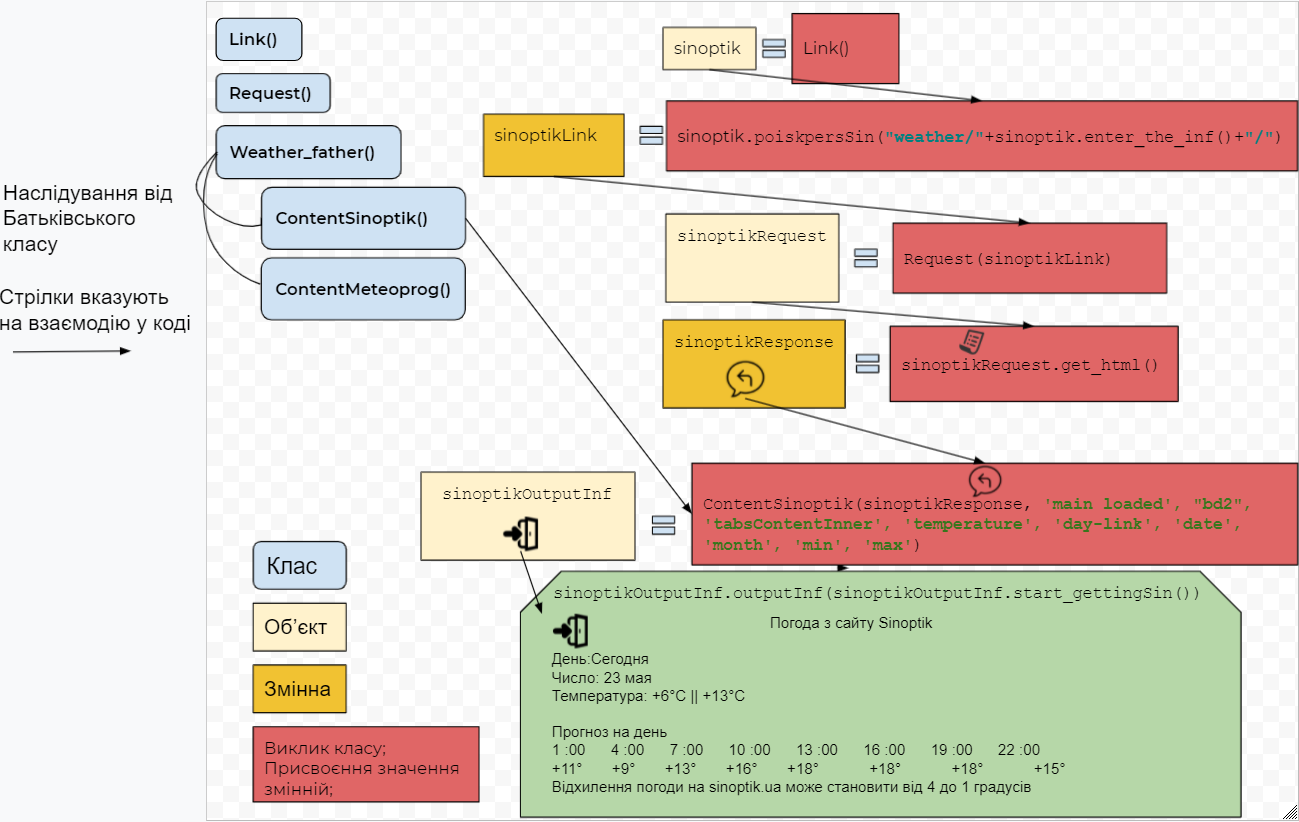 Link()
Request()
Weather_father()
ContentSinoptik()
ContentMeteoprog()
Наслідування від
Батьківського
класу
Стрілки вказують
на взаємодію у коді
sinoptik
Link()
sinoptikLink
sinoptik.poiskpersSin("weather/"+sinoptik.enter_the_inf()+"/")
sinoptikRequest
Request(sinoptikLink)
sinoptikResponse
sinoptikRequest.get_html()
sinoptikOutputInf
ContentSinoptik(sinoptikResponse, 'main loaded', "bd2",
'tabsContentInner', 'temperature', 'day-link', 'date',
'month', 'min', 'max')
Клас
Об’єкт
Змінна
Виклик класу;
Присвоєння значення
змінній;
sinoptikOutputInf.outputInf(sinoptikOutputInf.start_gettingSin())
Погода з сайту Sinoptik
День:Сегодня
Число: 23 мая
Температура: +6°C || +13°C
Прогноз на день
1 :00 4 :00 7 :00 10 :00 13 :00 16 :00 19 :00 22 :00
+11° +9° +13° +16° +18° +18° +18° +15°
Відхилення погоди на sinoptik.ua може становити від 4 до 1 градусів